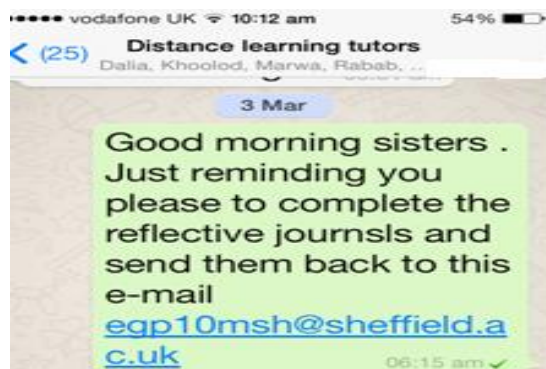 vodafone UK 10:12 am 54%
(25) Distance learning tutors
Dalia, Khoolod, Marwa, Rabab, ..
3 Mar
Good morning sisters .
Just reminding you
please to complete the
reflective journsls and
send them back to this
e-mail
egp10msh@sheffield.a
c.uk
06:15 am